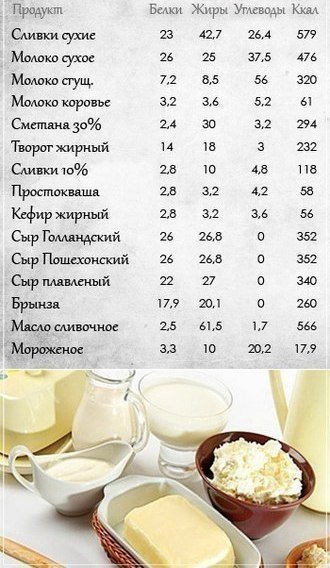 Продукт Белки Жиры Углеводы Ккал
Сливки сухие 23 42,7 26,4 579
Молоко сухое 26 25 37,5 476
Молоко сгущ. 7,2 8,5 56 320
Молоко коровье 3,2 3,6 5,2 61
Сметана 30% 2,4 30 3,2 294
Творог жирный 14 18 3 232
Сливки 10% 2,8 10 4,8 118
Простокваша 2,8 3,2 4,2 58
Кефир жирный 2,8 3,2 3,6 56
Сыр Голландский 26 26,8 0 352
Сыр Пошехонский 26 26,8 0 352
Сыр плавленый 22 27 0 340
Брынза 17,9 20,1 0 260
Масло сливочное 2,5 61,5 1,7 566
Мороженое 3,3 10 20,2 17,9